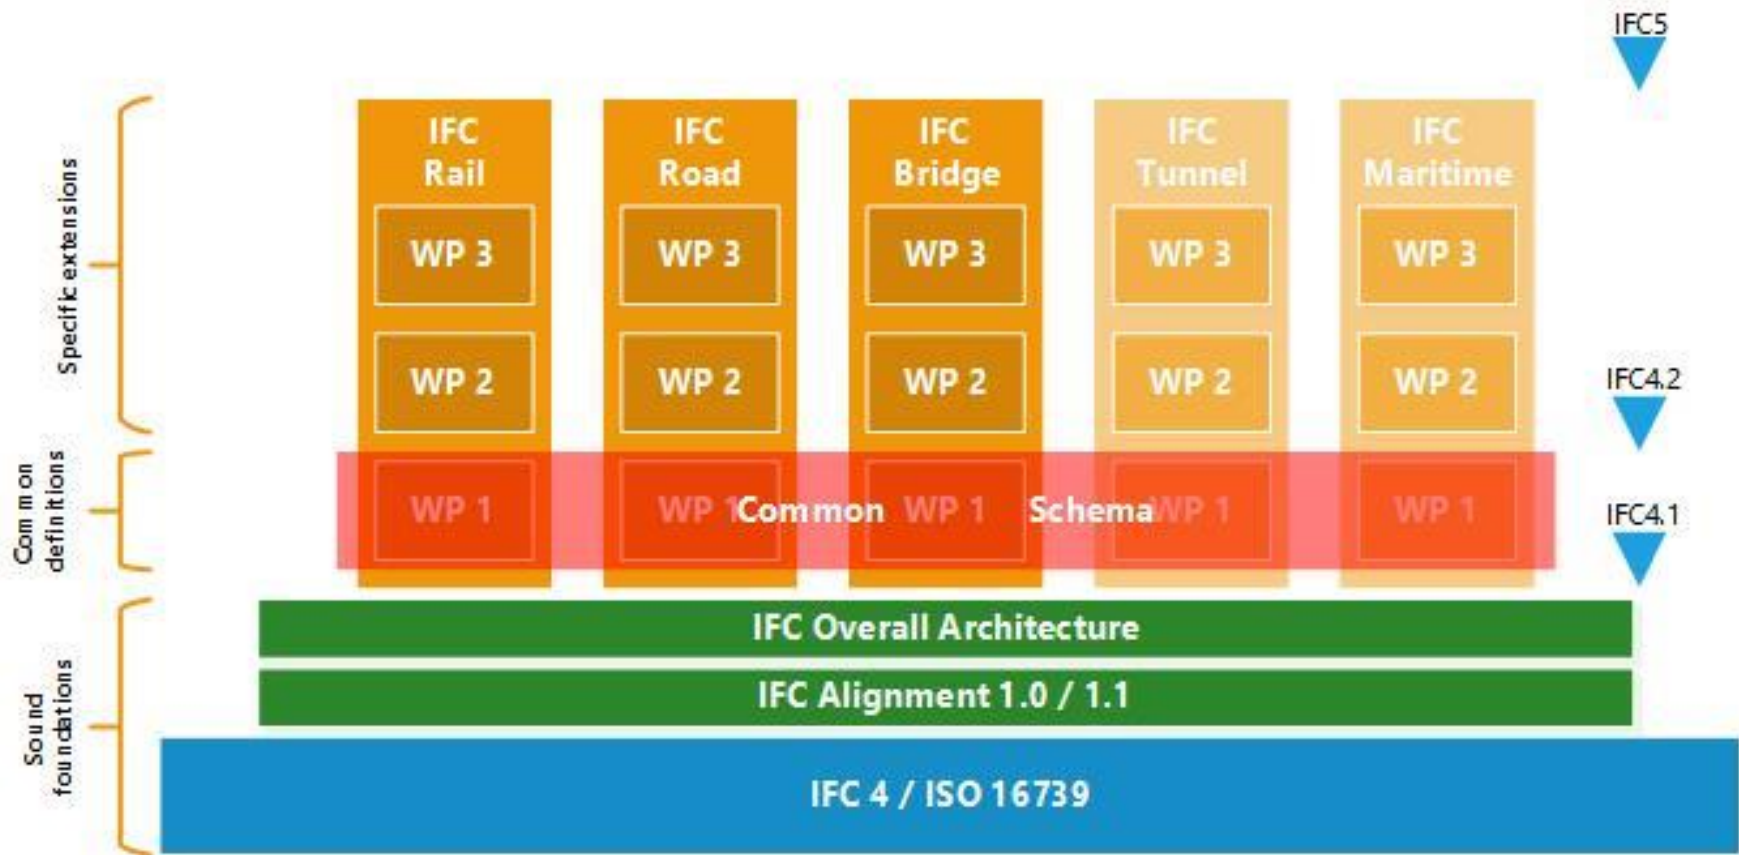 IFC5
IFC
Rail
IFC
Road
IFC
Bridge
IFC
Tunnel
IFC
Maritime
Specific extensions
WP 3
WP 3
WP 3
WP 3
WP 3
WP 2
WP 2
WP 2
WP 2
WP 2
IFC4.2
Common
definitions
WP 1
WP 1
Common
WP 1
Schema
WP 1
WP 1
IFC4.1
Sound
foundations
IFC Overall Architecture
IFC Alignment 1.0 / 1.1
IFC 4 / ISO 16739